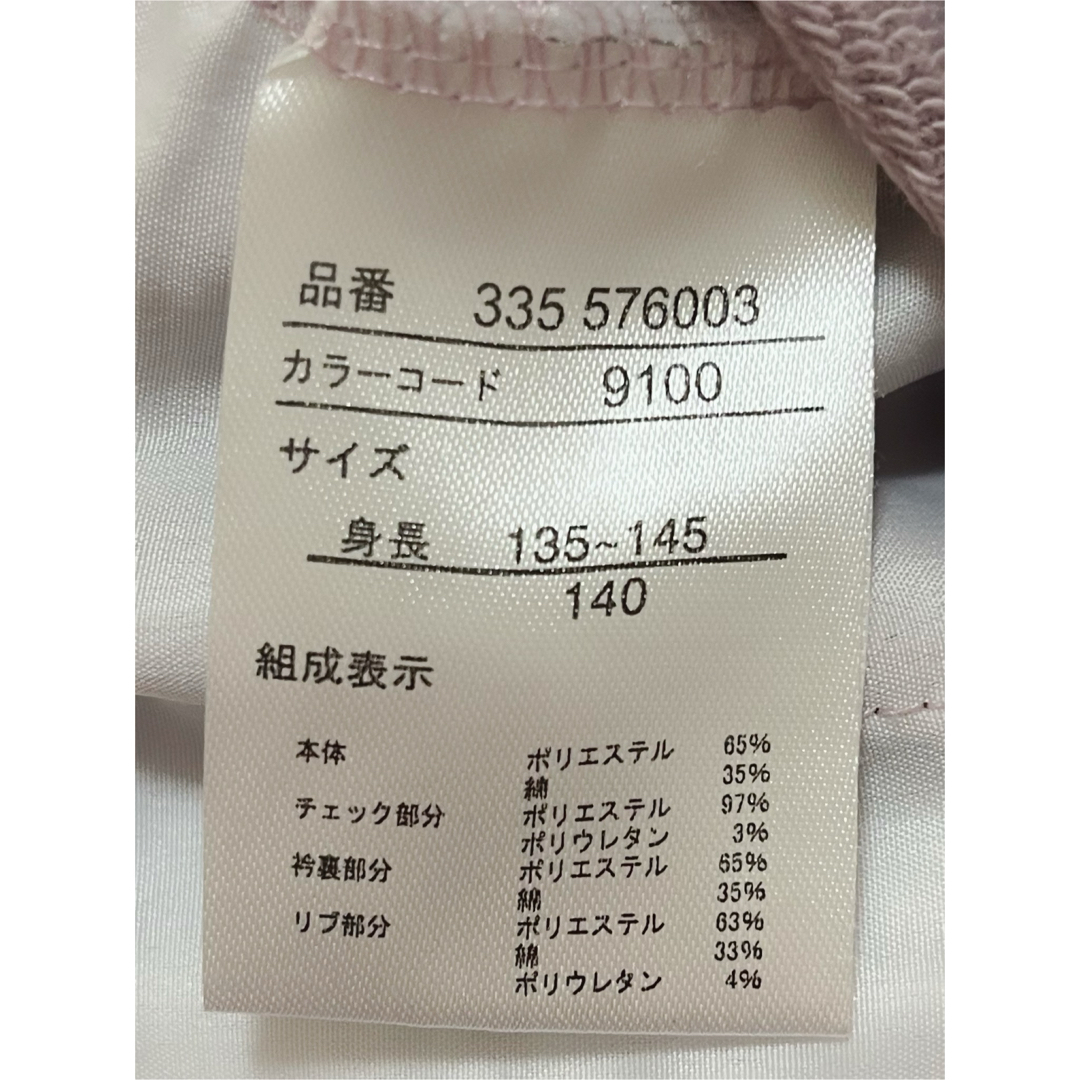 品番 335 576003
カラーコード 9100
サイズ
身長 135~145
140
組成表示
本体 ポリエステル 65%
綿 35%
チェック部分 ポリエステル 97%
ポリウレタン 3%
衿裏部分 ポリエステル 65%
綿 35%
リブ部分 ポリエステル 63%
綿 33%
ポリウレタン 4%